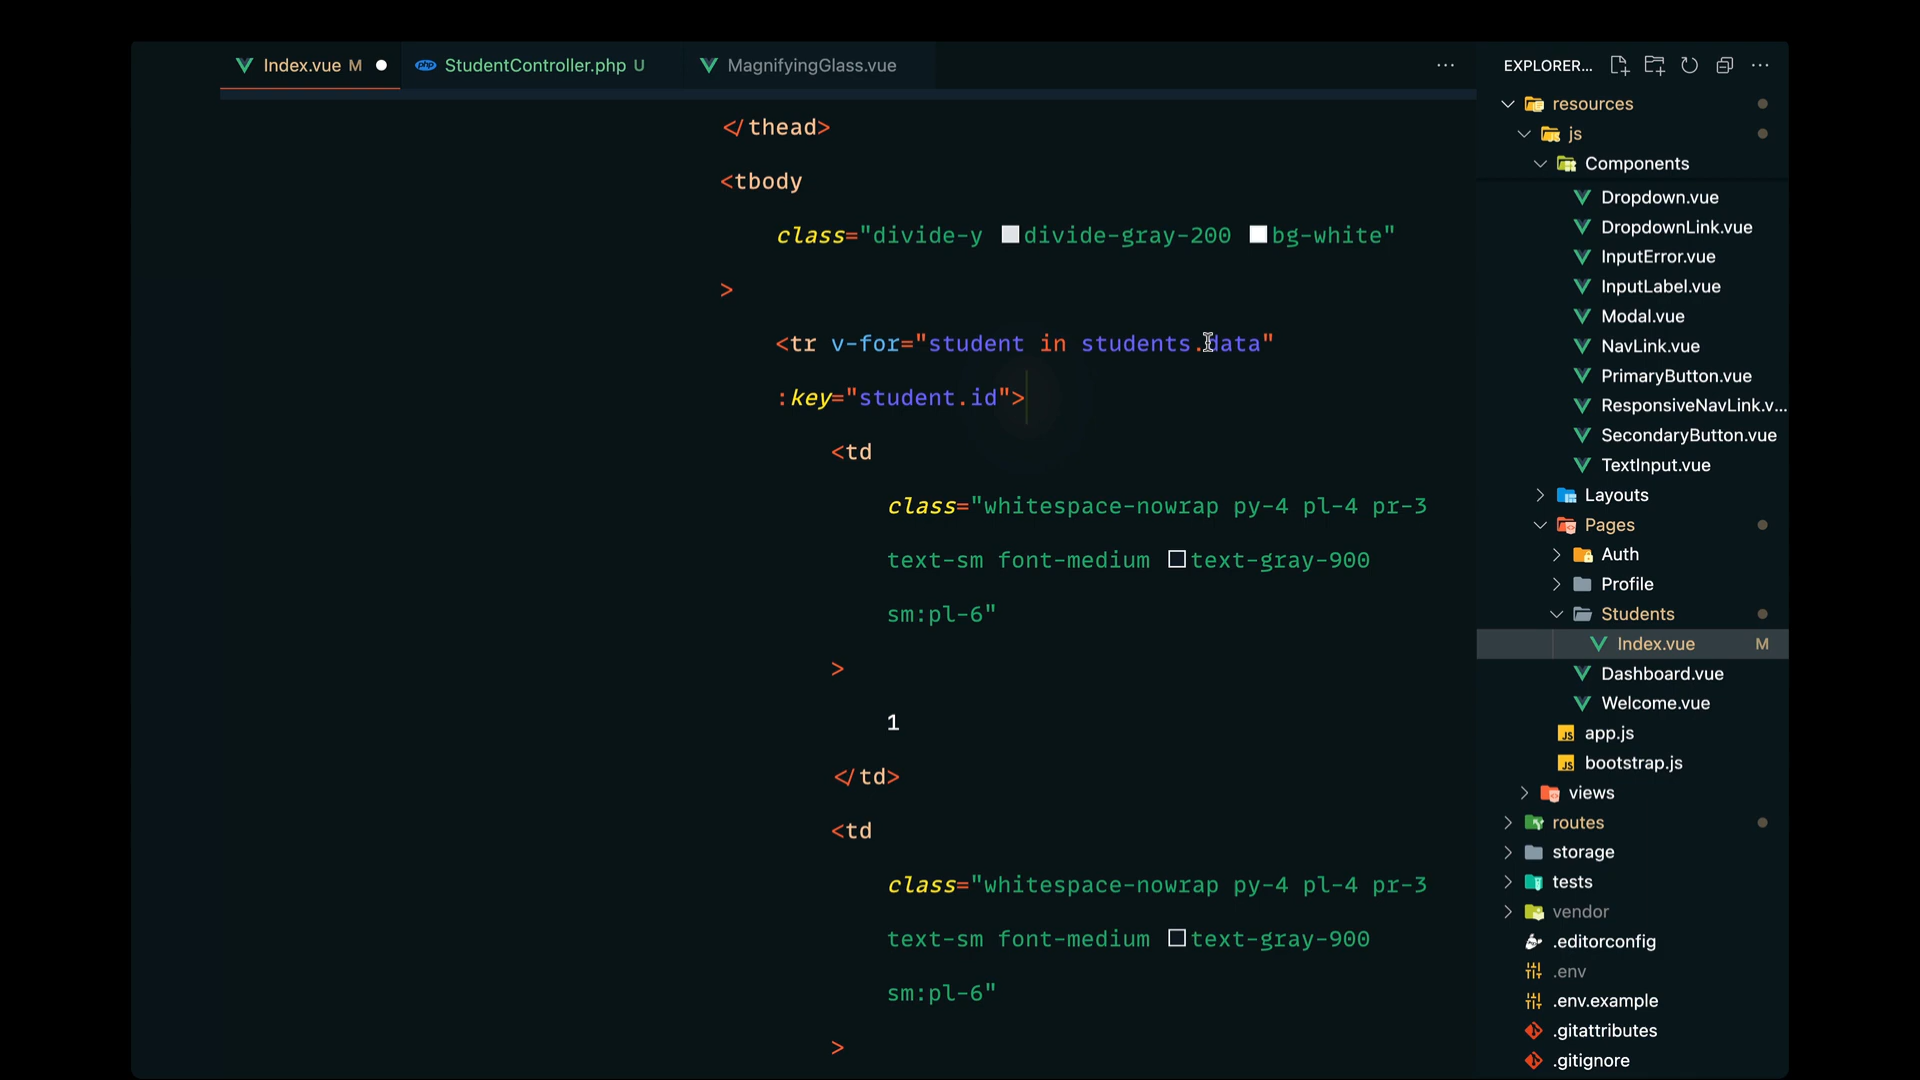 Index.vue M
StudentController.php U
MagnifyingGlass.vue
</thead>
<tbody
class="divide-y divide-gray-200 bg-white"
>
<tr v-for="student in students.data"
:key="student.id">
<td
class="whitespace-nowrap py-4 pl-4 pr-3
text-sm font-medium text-gray-900
sm:pl-6"
>
1
</td>
<td
class="whitespace-nowrap py-4 pl-4 pr-3
text-sm font-medium text-gray-900
sm:pl-6"
>
EXPLORER...
resources
js
Components
Dropdown.vue
DropdownLink.vue
InputError.vue
InputLabel.vue
Modal.vue
NavLink.vue
PrimaryButton.vue
ResponsiveNavLink.v...
SecondaryButton.vue
TextInput.vue
Layouts
Pages
Auth
Profile
Students
Index.vue M
Dashboard.vue
Welcome.vue
JS app.js
JS bootstrap.js
views
routes
storage
tests
vendor
.editorconfig
.env
.env.example
.gitattributes
.gitignore